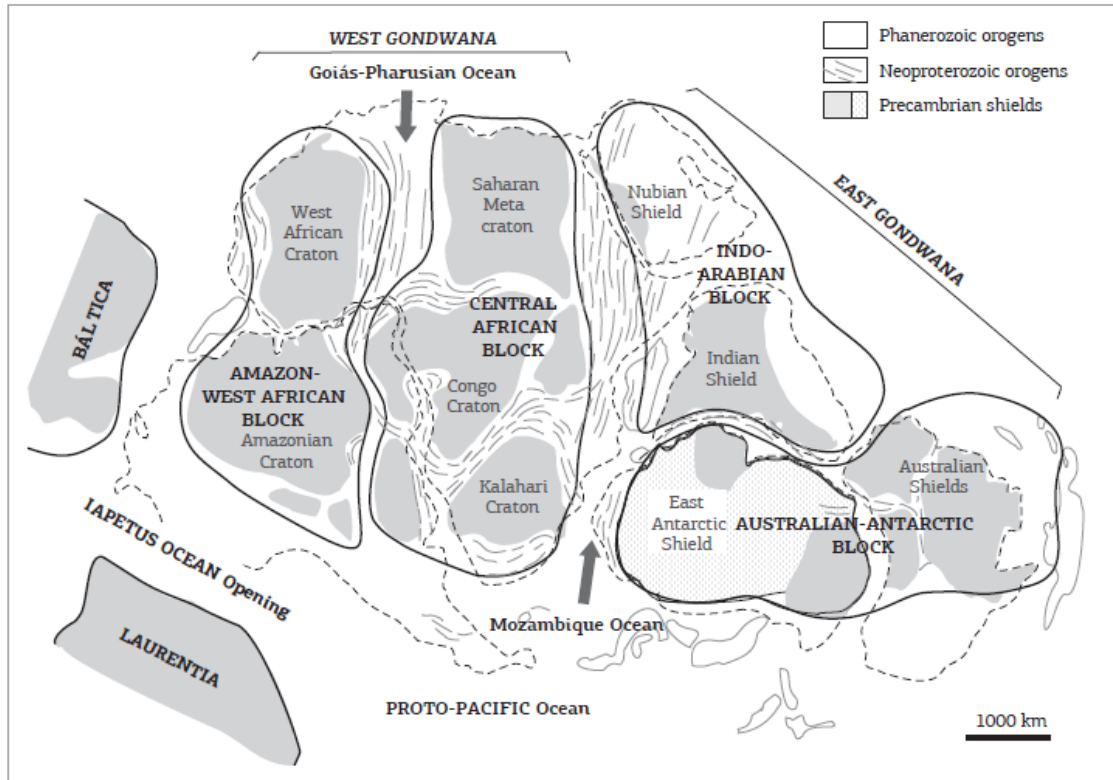 WEST GONDWANA
Goiás-Pharusian Ocean
Phanerozoic orogens
Neoproterozoic orogens
Precambrian shields
EAST GONDWANA
West
African
Craton
Saharan
Meta
craton
Nubian
Shield
INDO-
ARABIAN
BLOCK
BÁLTICA
CENTRAL
AFRICAN
BLOCK
Indian
Shield
AMAZON-
WEST AFRICAN
BLOCK
Amazonian
Craton
Congo
Craton
Kalahari
Craton
East
Antarctic
Shield
Australian
Shields
AUSTRALIAN-ANTARCTIC
BLOCK
IAPETUS OCEAN Opening
Mozambique Ocean
LAURENTIA
PROTO-PACIFIC Ocean
1000 km